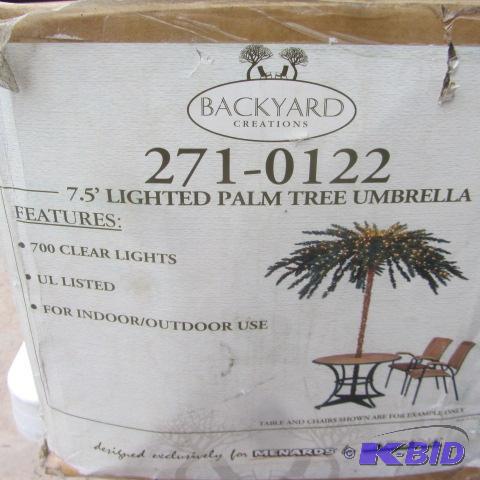 BACKYARD
CREATIONS
271-0122
7.5' LIGHTED PALM TREE UMBRELLA
FEATURES:
• 700 CLEAR LIGHTS
• UL LISTED
• FOR INDOOR/OUTDOOR USE
TABLE AND CHAIRS SHOWN ARE FOR EXAMPLE ONLY
designed exclusively for MENARDS
K-BID